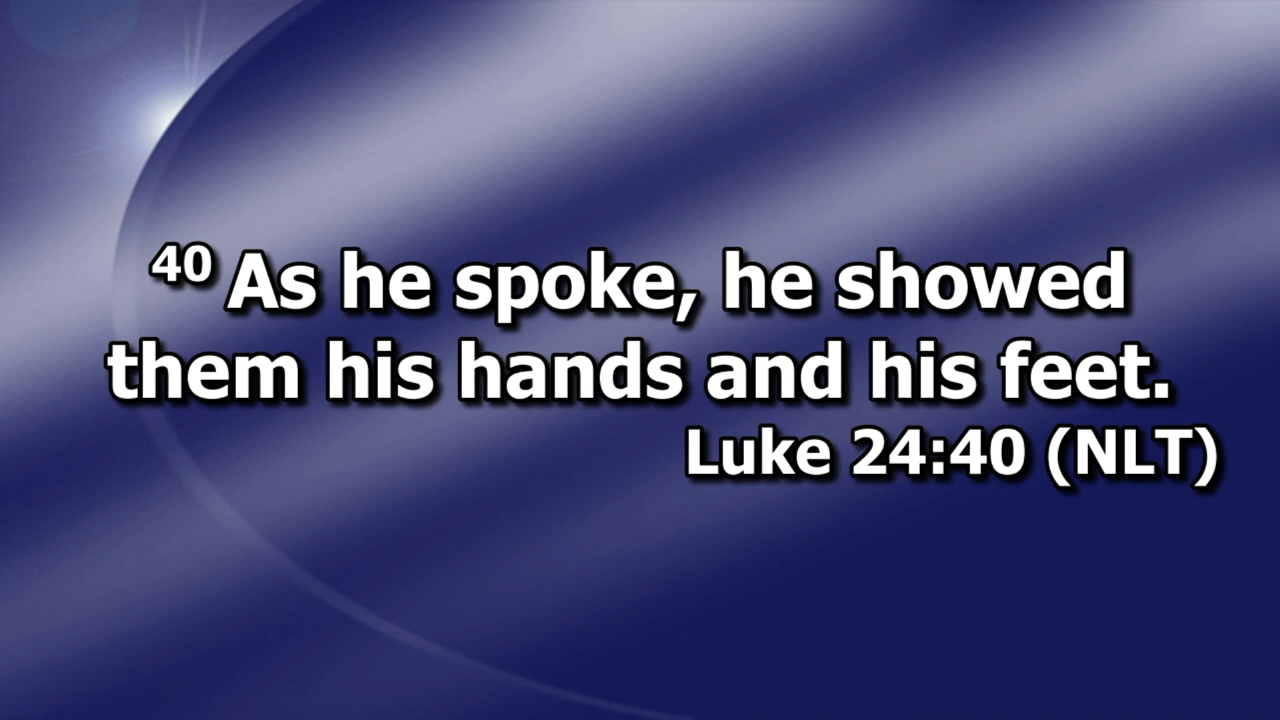 40 As he spoke, he showed
them his hands and his feet.
Luke 24:40 (NLT)